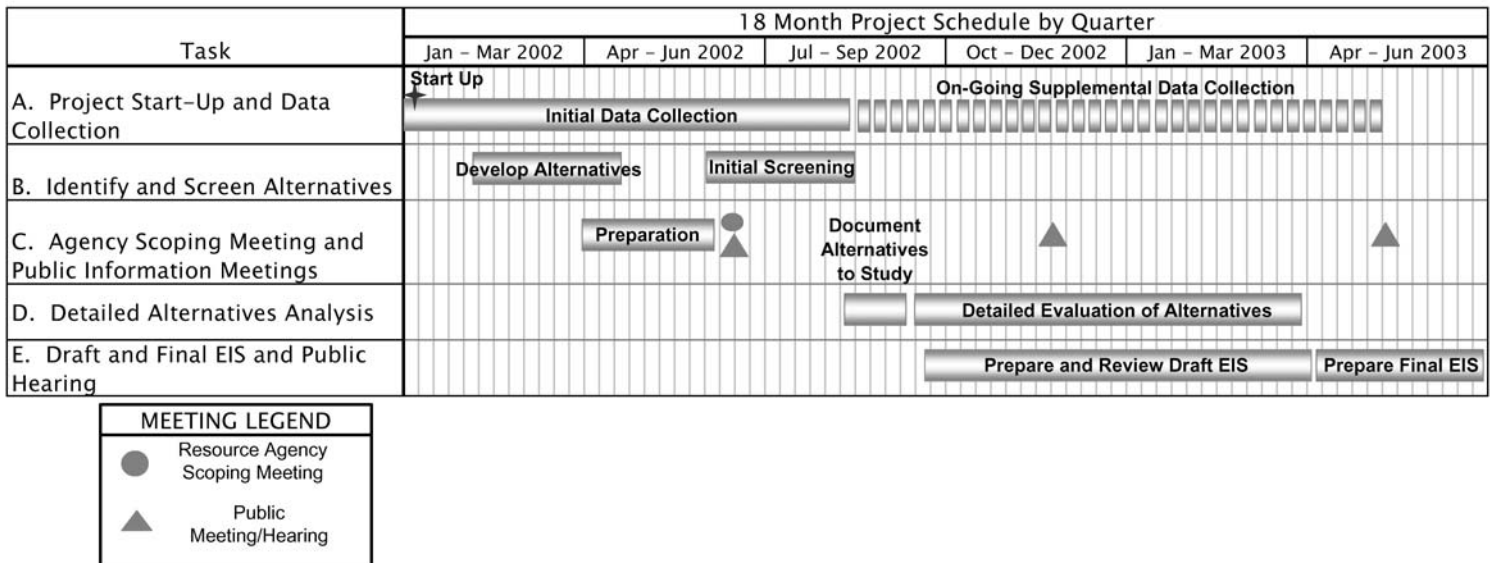 18 Month Project Schedule by Quarter
Task
Jan – Mar 2002
Apr – Jun 2002
Jul – Sep 2002
Oct – Dec 2002
Jan – Mar 2003
Apr – Jun 2003
A. Project Start–Up and Data
Collection
Start Up
Initial Data Collection
On-Going Supplemental Data Collection
B. Identify and Screen Alternatives
Develop Alternatives
Initial Screening
C. Agency Scoping Meeting and
Public Information Meetings
Preparation
Document
Alternatives
to Study
D. Detailed Alternatives Analysis
Detailed Evaluation of Alternatives
E. Draft and Final EIS and Public
Hearing
Prepare and Review Draft EIS
Prepare Final EIS
MEETING LEGEND
Resource Agency
Scoping Meeting
Public
Meeting/Hearing